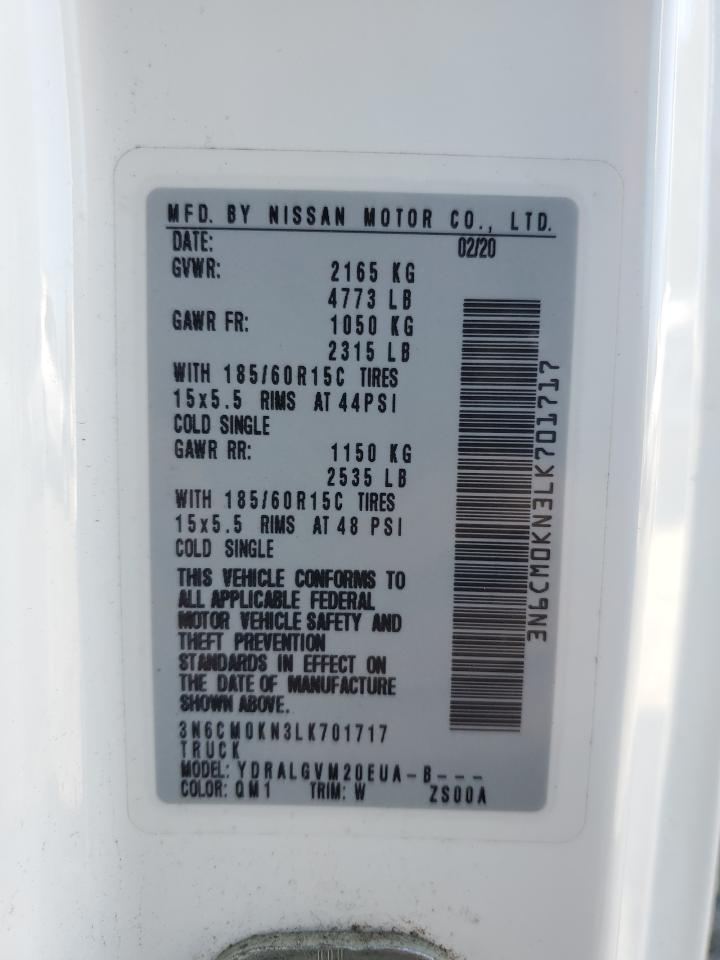 MFD. BY NISSAN MOTOR CO., LTD.
DATE: 02/20
GVWR: 2165 KG
4773 LB
GAWR FR: 1050 KG
2315 LB
WITH 185/60R15C TIRES
15x5.5 RIMS AT 44PSI
COLD SINGLE
GAWR RR: 1150 KG
2535 LB
WITH 185/60R15C TIRES
15x5.5 RIMS AT 48 PSI
COLD SINGLE
THIS VEHICLE CONFORMS TO
ALL APPLICABLE FEDERAL
MOTOR VEHICLE SAFETY AND
THEFT PREVENTION
STANDARDS IN EFFECT ON
THE DATE OF MANUFACTURE
SHOWN ABOVE.
3N6CM0KN3LK701717
TRUCK
MODEL: YDRALGVM20EUA-B---
COLOR: QM1 TRIM: W ZS00A
3N6CM0KN3LK701717